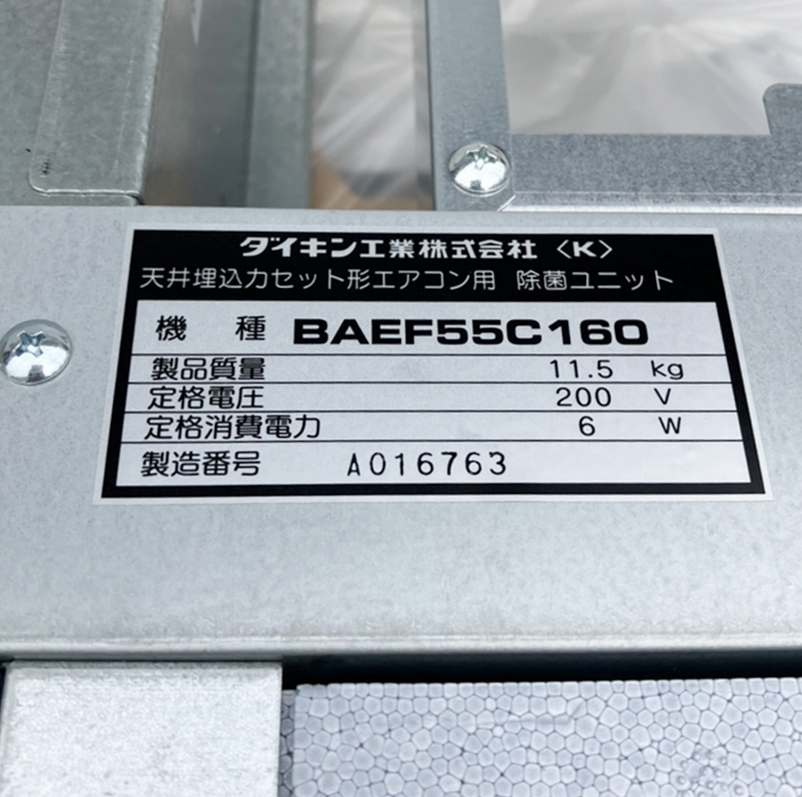 ダイキン工業株式会社 〈K〉
天井埋込カセット形エアコン用 除菌ユニット
機 種 BAEF55C160
製品質量 11.5 kg
定格電圧 200 V
定格消費電力 6 W
製造番号 A016763